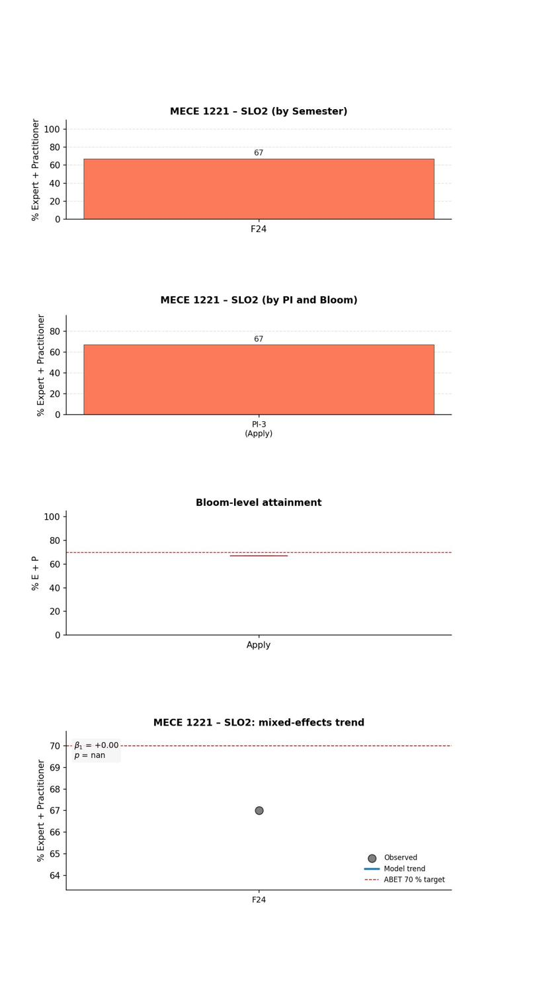 MECE 1221 – SLO2 (by Semester)
% Expert + Practitioner
100
80
60
40
20
0
67
F24
MECE 1221 – SLO2 (by PI and Bloom)
% Expert + Practitioner
80
60
40
20
0
67
PI-3
(Apply)
Bloom-level attainment
% E + P
100
80
60
40
20
0
Apply
MECE 1221 – SLO2: mixed-effects trend
% Expert + Practitioner
70
69
68
67
66
65
64
β₁ = +0.00
p = nan
Observed
Model trend
ABET 70 % target
F24